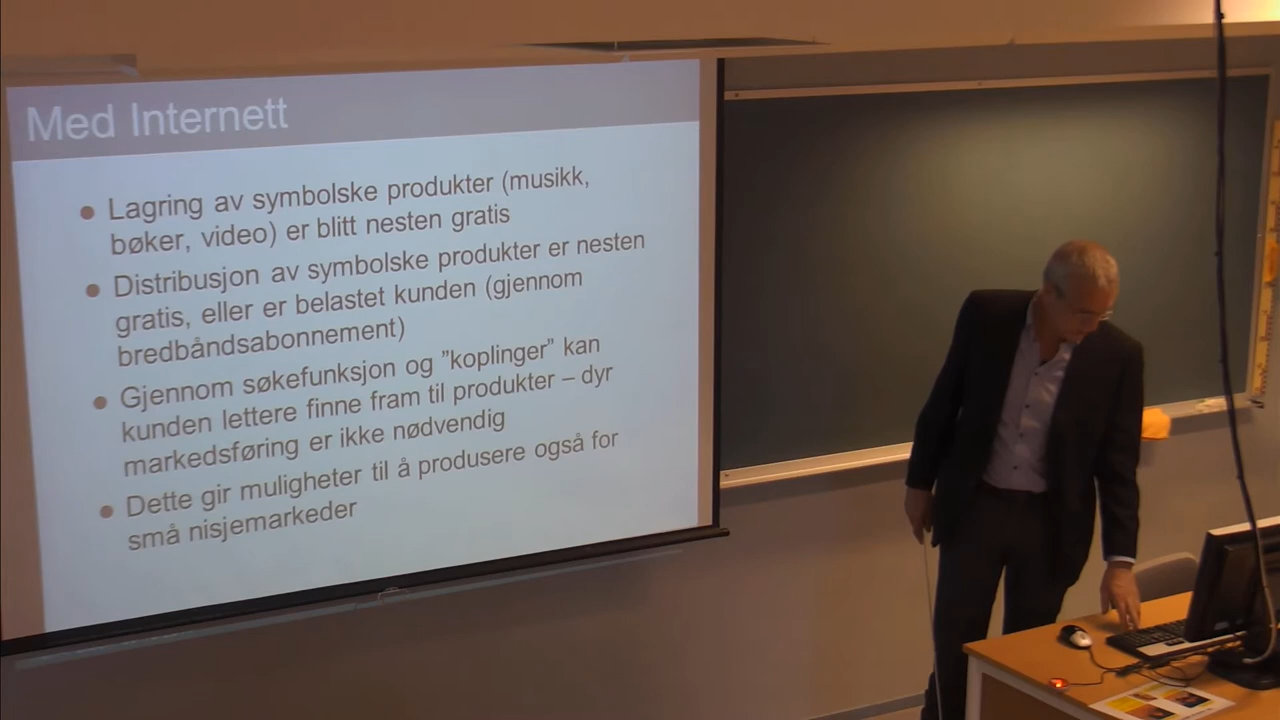 Med Internett
• Lagring av symbolske produkter (musikk,
bøker, video) er blitt nesten gratis
• Distribusjon av symbolske produkter er nesten
gratis, eller er belastet kunden (gjennom
bredbåndsabonnement)
• Gjennom søkefunksjon og ”koplinger” kan
kunden lettere finne fram til produkter – dyr
markedsføring er ikke nødvendig
• Dette gir muligheter til å produsere også for
små nisjemarkeder